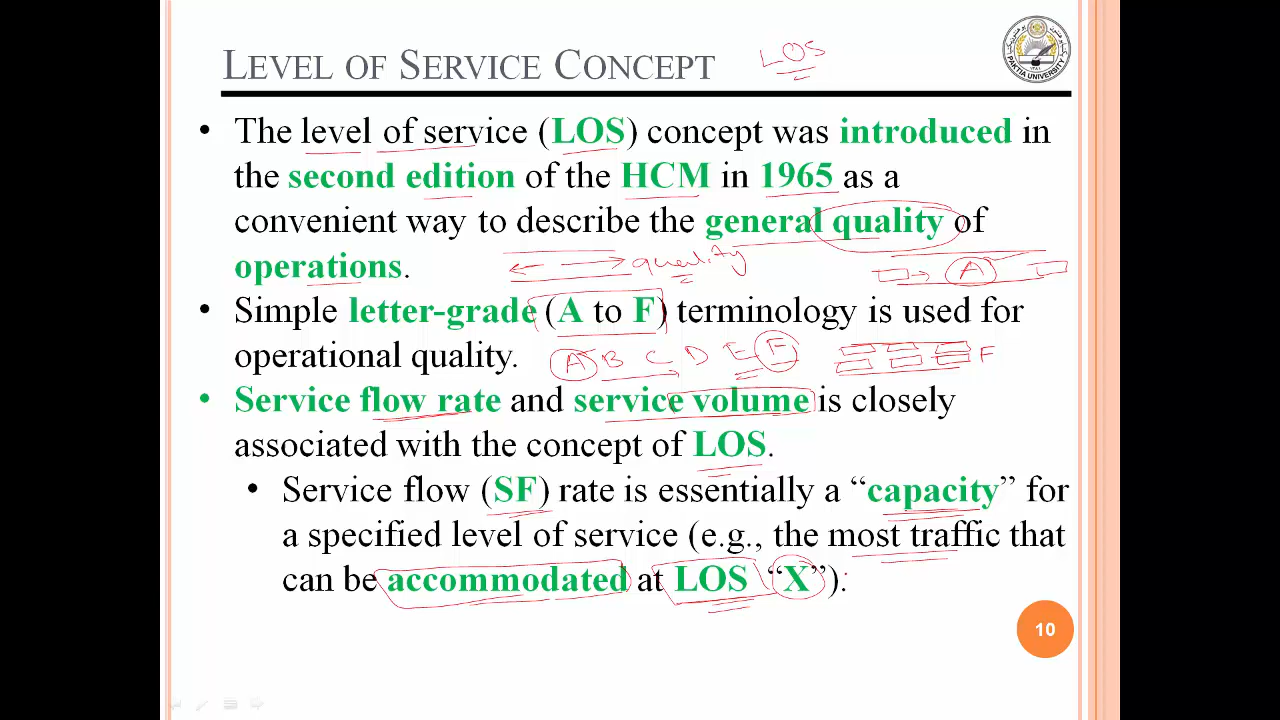 LEVEL OF SERVICE CONCEPT
LOS
PAKTIA UNIVERSITY
• The level of service (LOS) concept was introduced in
the second edition of the HCM in 1965 as a
convenient way to describe the general quality of
operations.
quality
A
• Simple letter-grade (A to F) terminology is used for
operational quality.
A B C D E F
F
• Service flow rate and service volume is closely
associated with the concept of LOS.
• Service flow (SF) rate is essentially a “capacity” for
a specified level of service (e.g., the most traffic that
can be accommodated at LOS “X”).
10